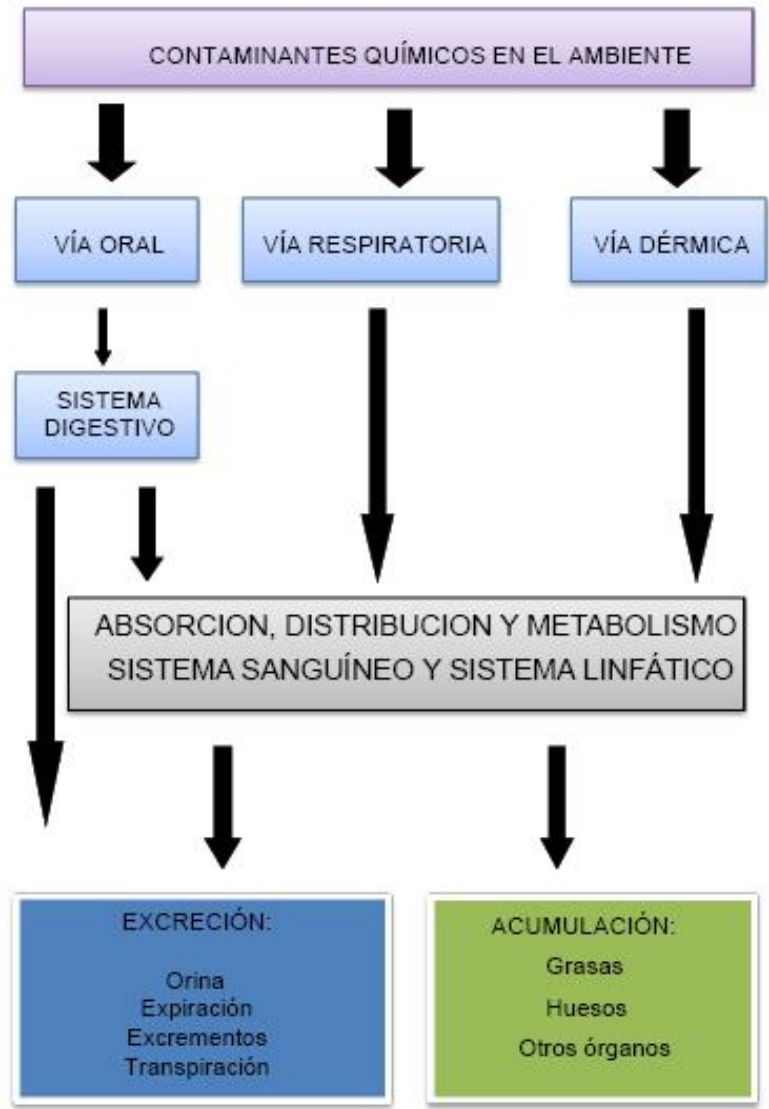 CONTAMINANTES QUÍMICOS EN EL AMBIENTE
VÍA ORAL
VÍA RESPIRATORIA
VÍA DÉRMICA
SISTEMA
DIGESTIVO
ABSORCION, DISTRIBUCION Y METABOLISMO
SISTEMA SANGUÍNEO Y SISTEMA LINFÁTICO
EXCRECIÓN:
Orina
Expiración
Excrementos
Transpiración
ACUMULACIÓN:
Grasas
Huesos
Otros órganos